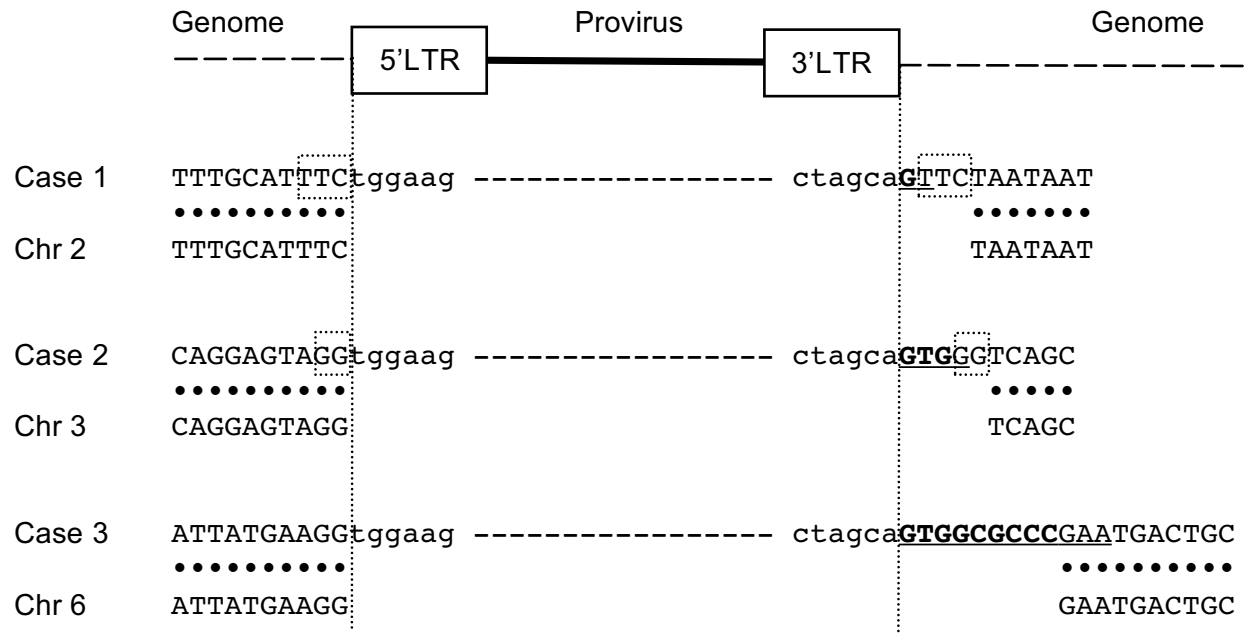 Genome Provirus Genome
5'LTR 3'LTR
Case 1 TTTGCATTTCtggaag ----------------- ctagcaGTTCTAATAAT
Chr 2 TTTGCATTTC TAATAAT
Case 2 CAGGAGTAGGtggaag ----------------- ctagcaGTGGGTCAGC
Chr 3 CAGGAGTAGG TCAGC
Case 3 ATTATGAAGGtggaag ----------------- ctagcaGTGGCGCCCGAATGACTGC
Chr 6 ATTATGAAGG GAATGACTGC